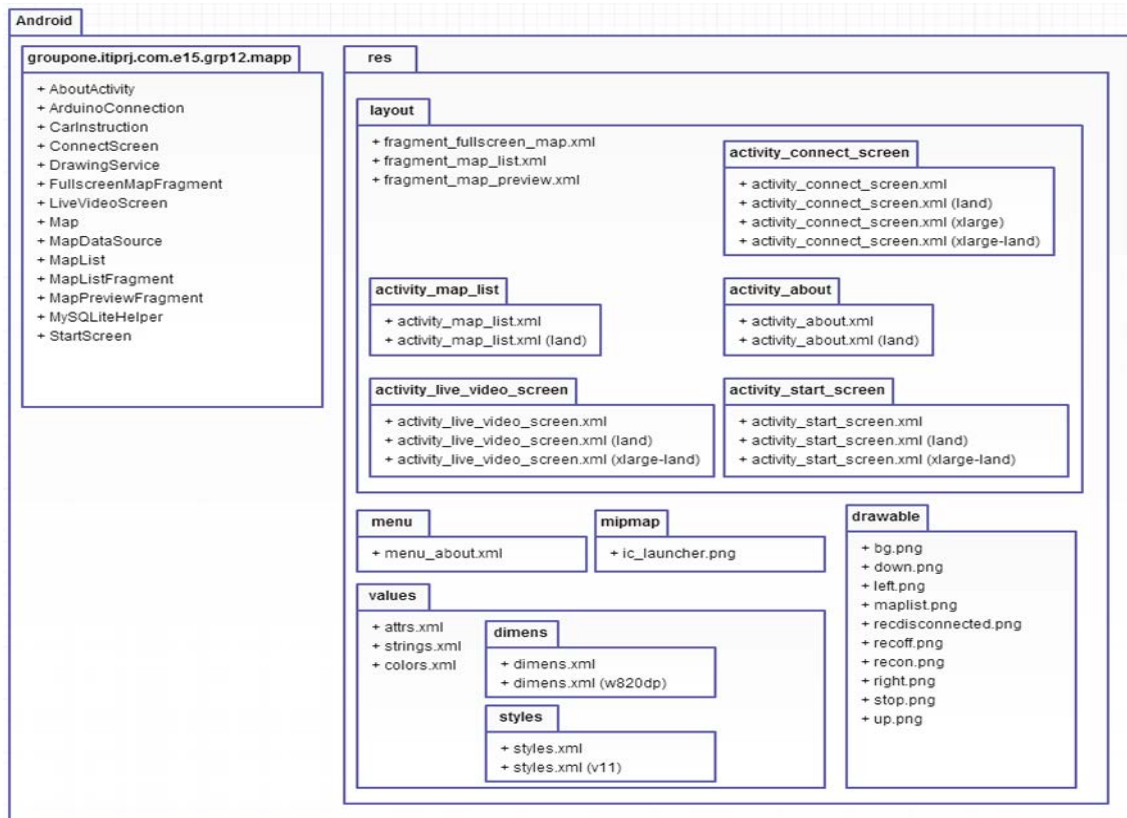 Android
groupone.itiprj.com.e15.grp12.mapp
+ AboutActivity
+ ArduinoConnection
+ CarInstruction
+ ConnectScreen
+ DrawingService
+ FullscreenMapFragment
+ LiveVideoScreen
+ Map
+ MapDataSource
+ MapList
+ MapListFragment
+ MapPreviewFragment
+ MySQLiteHelper
+ StartScreen
res
layout
+ fragment_fullscreen_map.xml
+ fragment_map_list.xml
+ fragment_map_preview.xml
activity_connect_screen
+ activity_connect_screen.xml
+ activity_connect_screen.xml (land)
+ activity_connect_screen.xml (xlarge)
+ activity_connect_screen.xml (xlarge-land)
activity_map_list
+ activity_map_list.xml
+ activity_map_list.xml (land)
activity_about
+ activity_about.xml
+ activity_about.xml (land)
activity_live_video_screen
+ activity_live_video_screen.xml
+ activity_live_video_screen.xml (land)
+ activity_live_video_screen.xml (xlarge-land)
activity_start_screen
+ activity_start_screen.xml
+ activity_start_screen.xml (land)
+ activity_start_screen.xml (xlarge-land)
menu
+ menu_about.xml
mipmap
+ ic_launcher.png
drawable
+ bg.png
+ down.png
+ left.png
+ maplist.png
+ recdisconnected.png
+ recoff.png
+ recon.png
+ right.png
+ stop.png
+ up.png
values
+ attrs.xml
+ strings.xml
+ colors.xml
dimens
+ dimens.xml
+ dimens.xml (w820dp)
styles
+ styles.xml
+ styles.xml (v11)